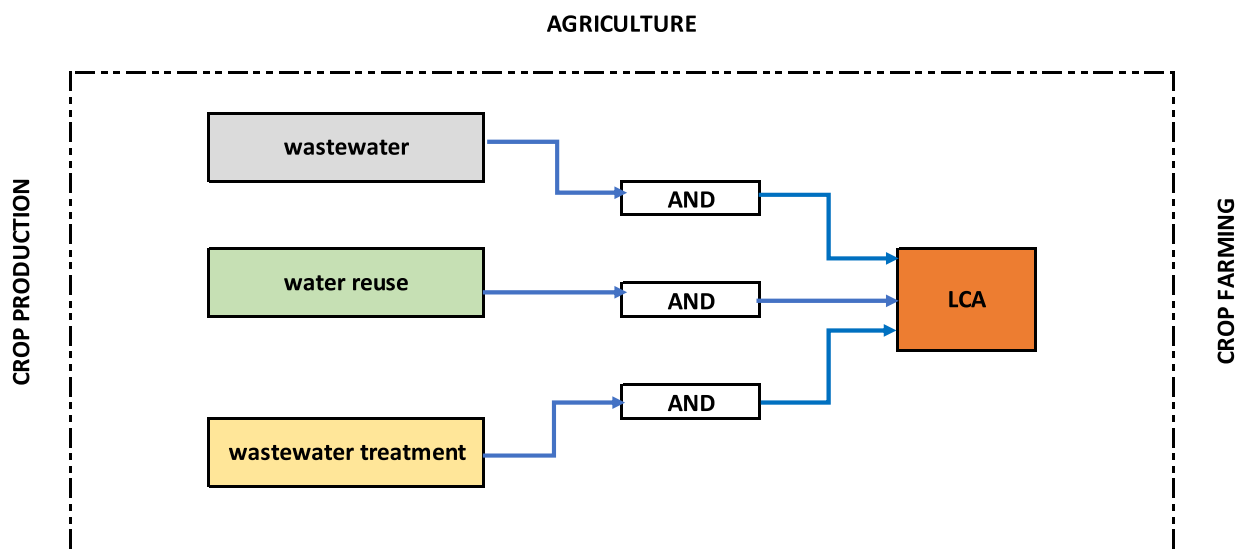 AGRICULTURE
CROP PRODUCTION
wastewater
AND
water reuse
AND
LCA
AND
wastewater treatment
CROP FARMING